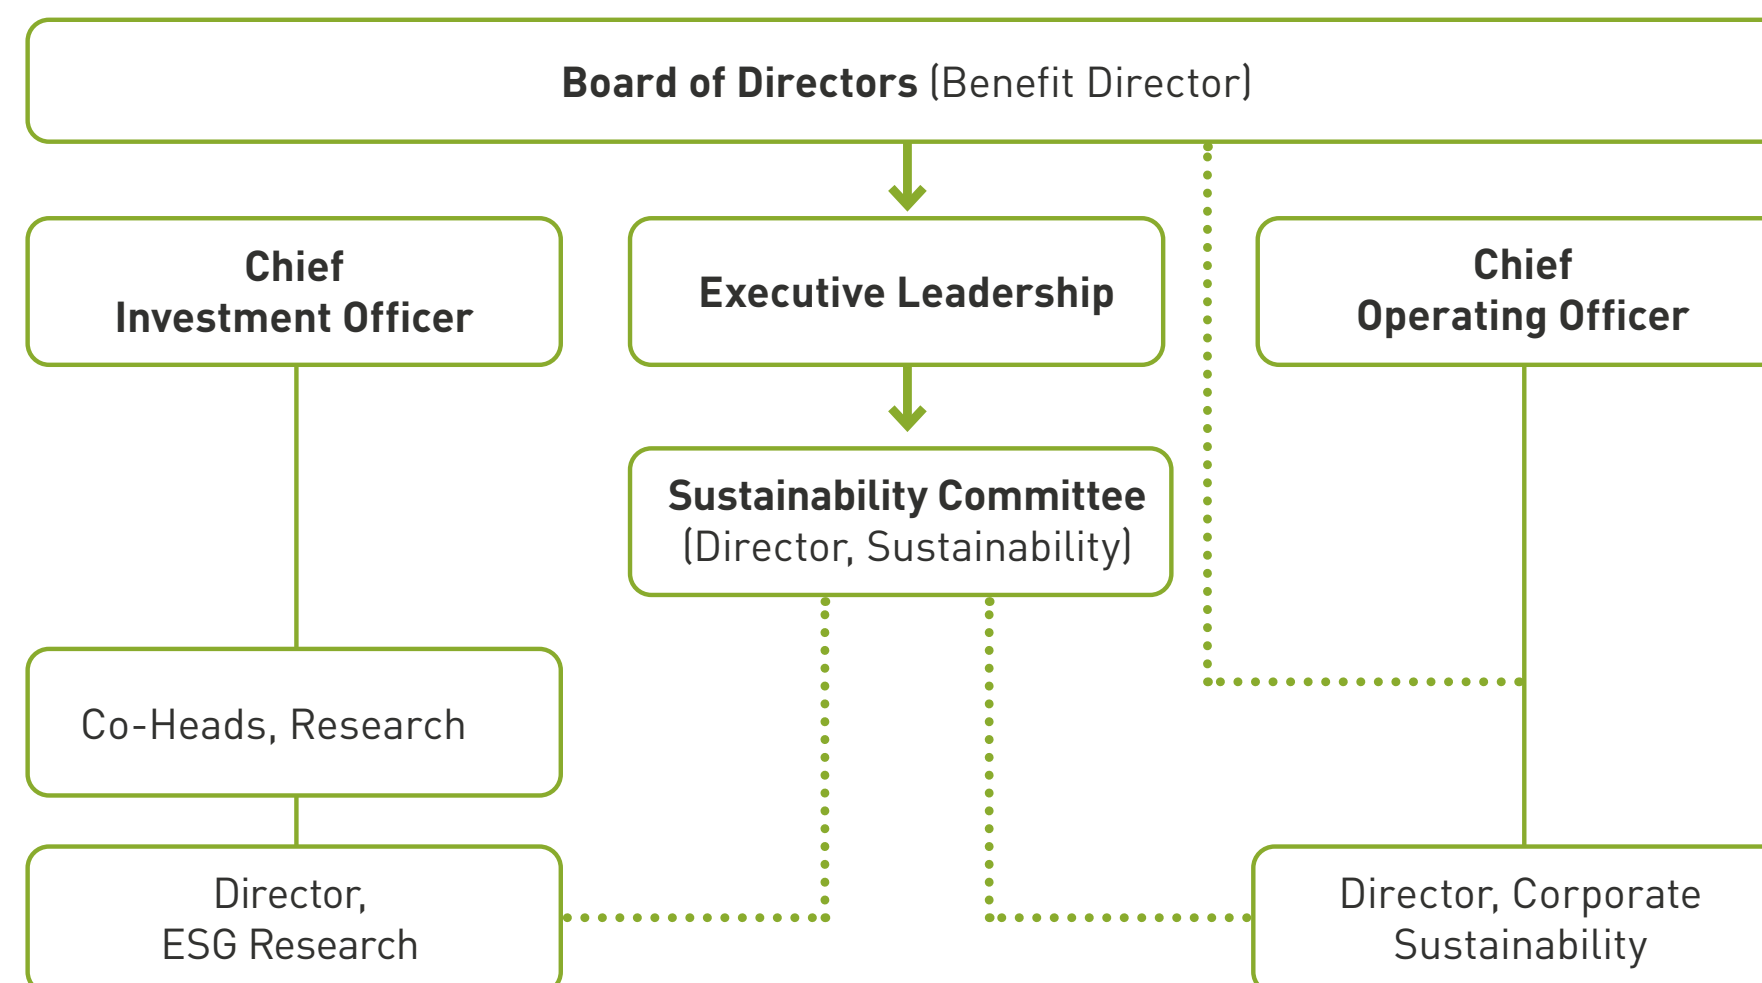 Board of Directors (Benefit Director)
Chief
Investment Officer
Executive Leadership
Chief
Operating Officer
Sustainability Committee
(Director, Sustainability)
Co-Heads, Research
Director,
ESG Research
Director, Corporate
Sustainability